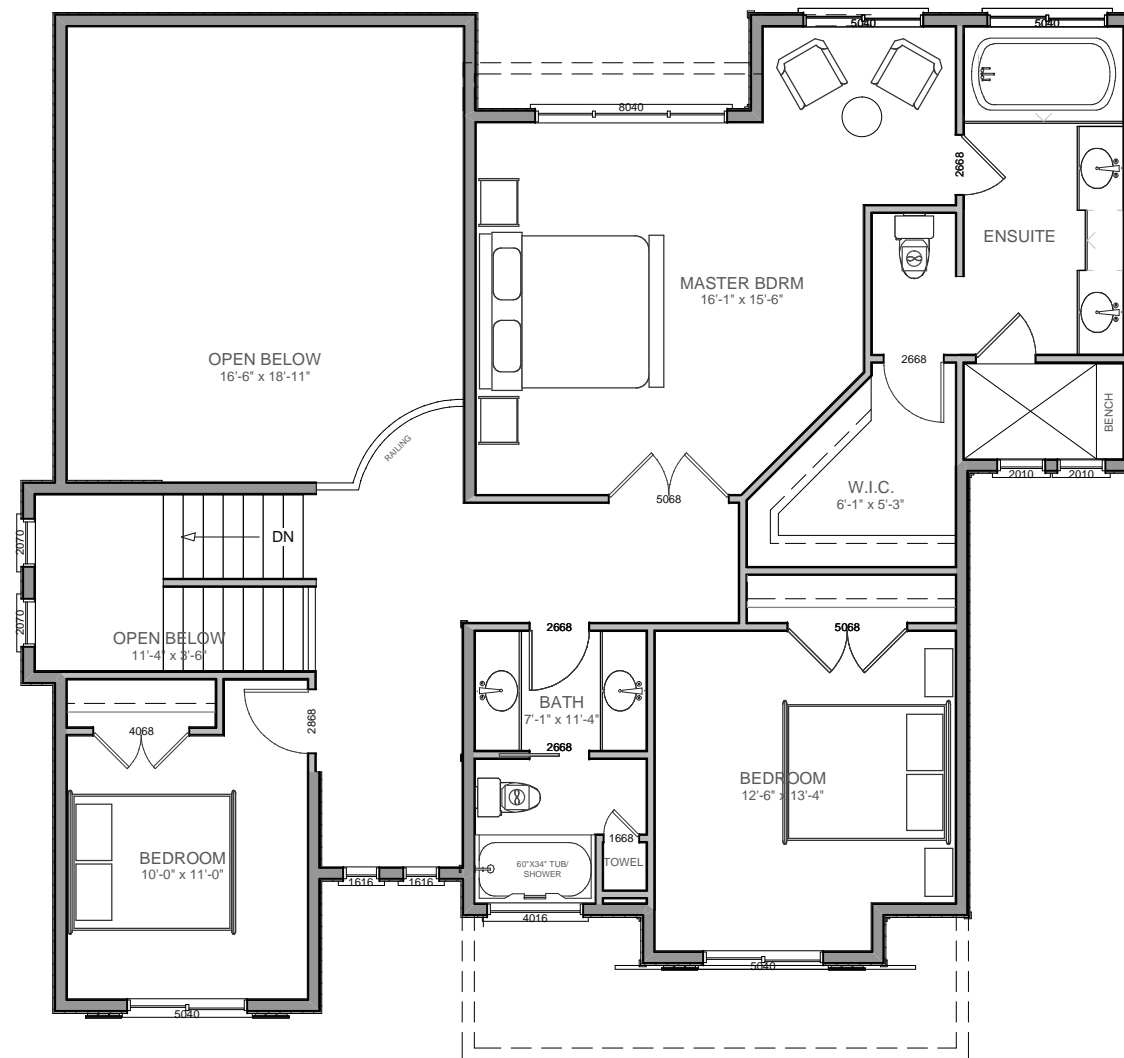 5040
5040
8040
2668
ENSUITE
MASTER BDRM
16'-1" x 15'-6"
OPEN BELOW
16'-6" x 18'-11"
2668
RAILING
BENCH
2010
2010
5068
W.I.C.
6'-1" x 5'-3"
2070
DN
2070
OPEN BELOW
11'-4" x 3'-6"
2668
5068
BATH
7'-1" x 11'-4"
2868
4068
2668
BEDROOM
12'-6" x 13'-4"
1668
BEDROOM
10'-0" x 11'-0"
60"X34" TUB/
SHOWER
TOWEL
1616
1616
4016
5040
5040